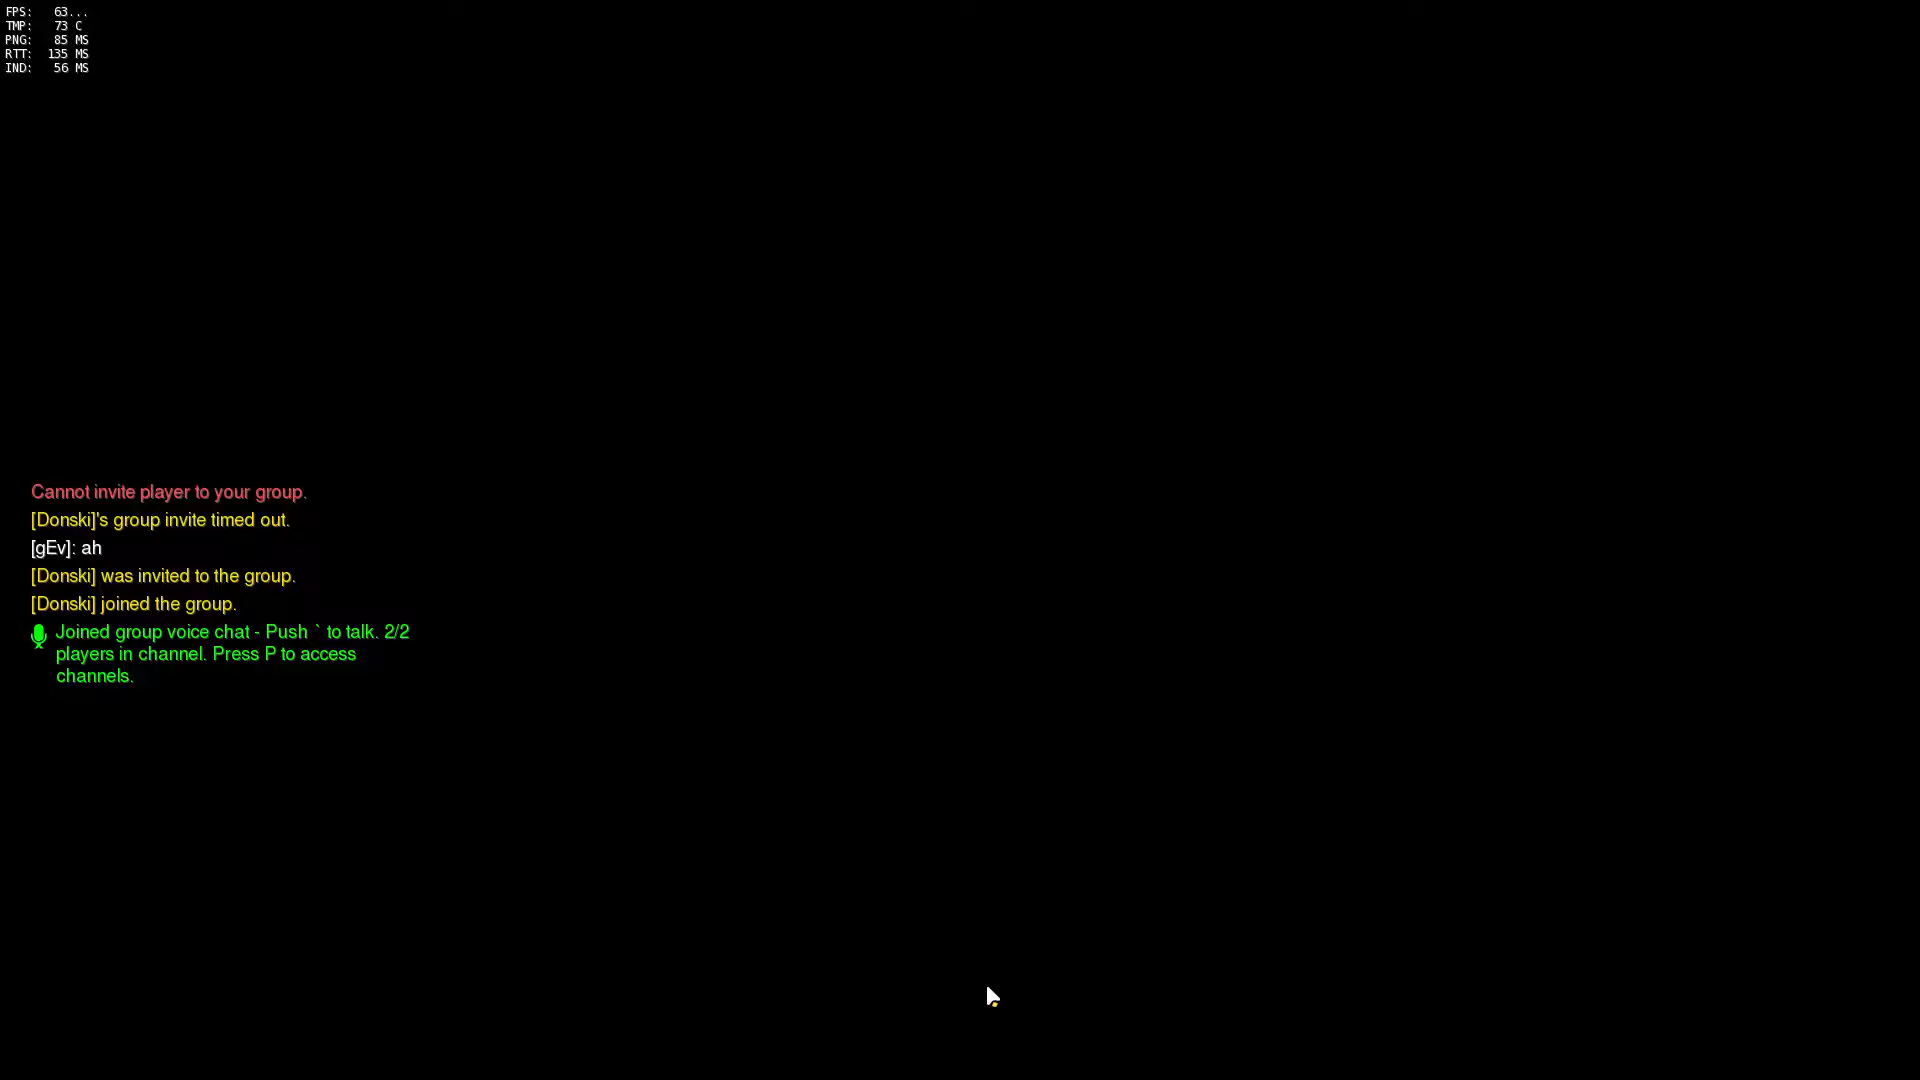 FPS: 63...
TMP: 73 C
PNG: 85 MS
RTT: 135 MS
IND: 56 MS
Cannot invite player to your group.
[Donski]'s group invite timed out.
[gEv]: ah
[Donski] was invited to the group.
[Donski] joined the group.
Joined group voice chat - Push ` to talk. 2/2
players in channel. Press P to access
channels.